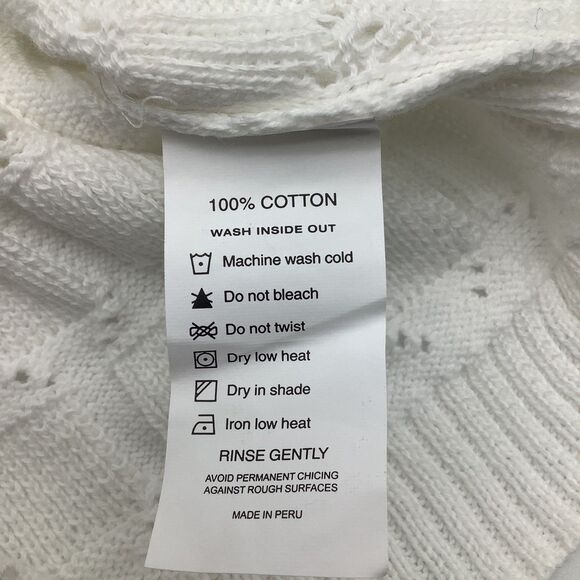 100% COTTON
WASH INSIDE OUT
Machine wash cold
Do not bleach
Do not twist
Dry low heat
Dry in shade
Iron low heat
RINSE GENTLY
AVOID PERMANENT CHICING
AGAINST ROUGH SURFACES
MADE IN PERU